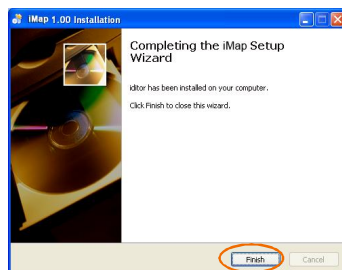 iMap 1.00 Installation
Completing the iMap Setup
Wizard
iditor has been installed on your computer.
Click Finish to close this wizard.
Finish
Cancel